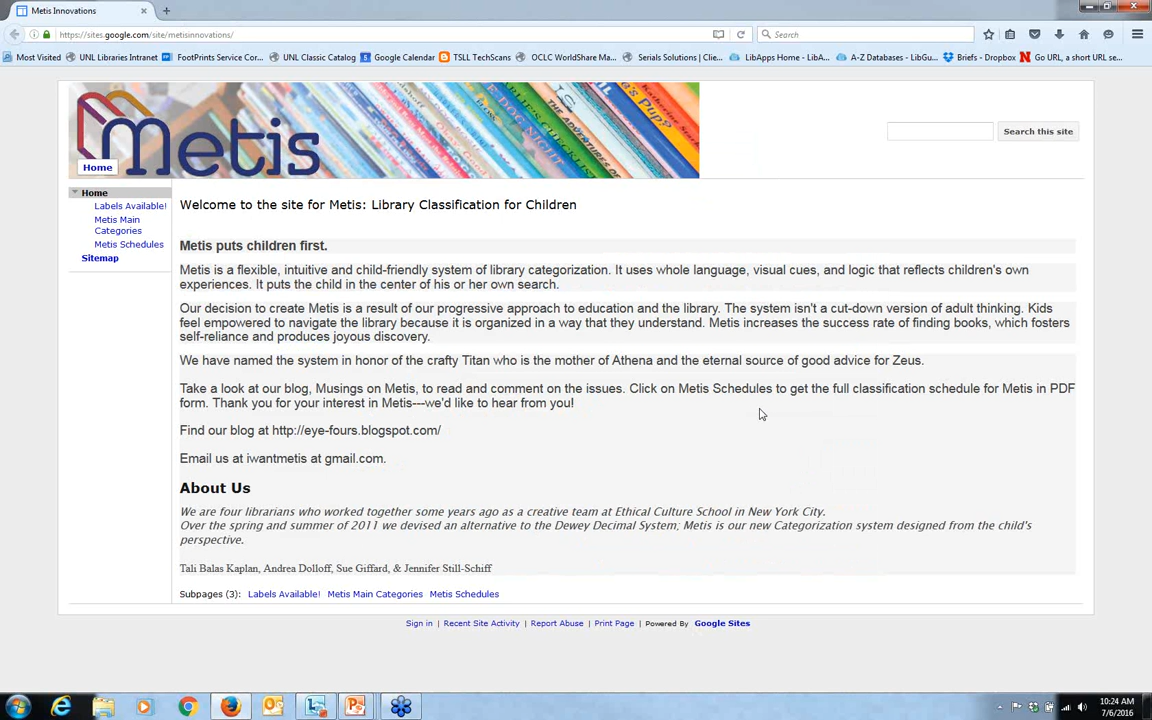 Metis Innovations
https://sites.google.com/site/metisinnovations/
Search
Most Visited
UNL Libraries Intranet
FootPrints Service Cor...
UNL Classic Catalog
Google Calendar
TSLL TechScans
OCLC WorldShare Ma...
Serials Solutions | Clie...
LibApps Home - LibA...
A-Z Databases - LibGu...
Briefs - Dropbox
Go URL, a short URL se...
Metis
Home
Search this site
Home
Labels Available!
Metis Main
Categories
Metis Schedules
Sitemap
Welcome to the site for Metis: Library Classification for Children
Metis puts children first.
Metis is a flexible, intuitive and child-friendly system of library categorization. It uses whole language, visual cues, and logic that reflects children's own
experiences. It puts the child in the center of his or her own search.
Our decision to create Metis is a result of our progressive approach to education and the library. The system isn't a cut-down version of adult thinking. Kids
feel empowered to navigate the library because it is organized in a way that they understand. Metis increases the success rate of finding books, which fosters
self-reliance and produces joyous discovery.
We have named the system in honor of the crafty Titan who is the mother of Athena and the eternal source of good advice for Zeus.
Take a look at our blog, Musings on Metis, to read and comment on the issues. Click on Metis Schedules to get the full classification schedule for Metis in PDF
form. Thank you for your interest in Metis---we'd like to hear from you!
Find our blog at http://eye-fours.blogspot.com/
Email us at iwantmetis at gmail.com.
About Us
We are four librarians who worked together some years ago as a creative team at Ethical Culture School in New York City.
Over the spring and summer of 2011 we devised an alternative to the Dewey Decimal System; Metis is our new Categorization system designed from the child's
perspective.
Tali Balas Kaplan, Andrea Dolloff, Sue Giffard, & Jennifer Still-Schiff
Subpages (3): Labels Available! Metis Main Categories Metis Schedules
Sign in | Recent Site Activity | Report Abuse | Print Page | Powered By Google Sites
10:24 AM
7/6/2016